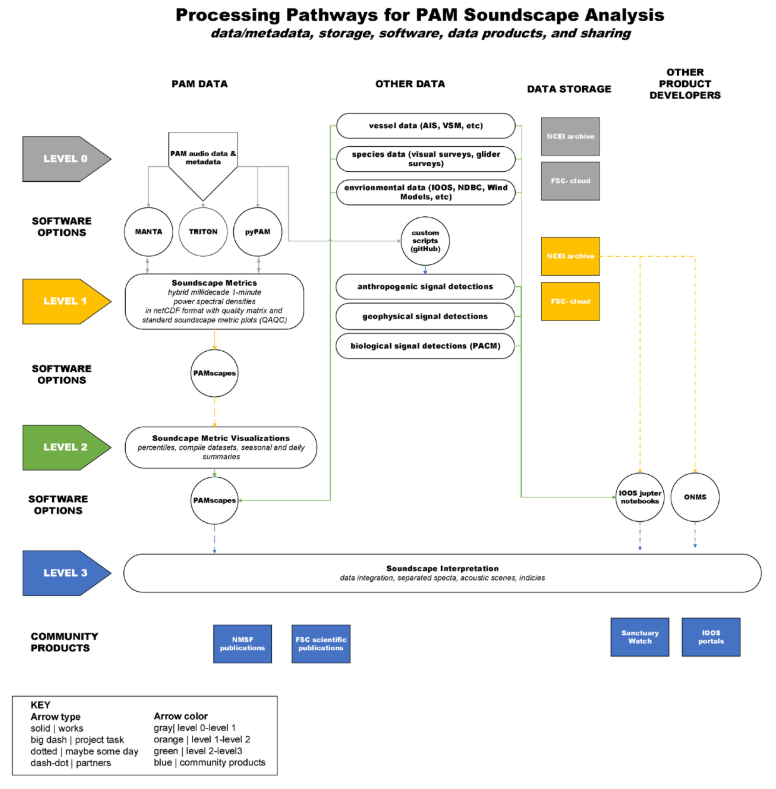 Processing Pathways for PAM Soundscape Analysis
data/metadata, storage, software, data products, and sharing
PAM DATA
OTHER DATA
DATA STORAGE
OTHER
PRODUCT
DEVELOPERS
LEVEL 0
PAM audio data &
metadata
vessel data (AIS, VSM, etc)
species data (visual surveys, glider
surveys)
envrionmental data (IOOS, NDBC, Wind
Models, etc)
NCEI archive
FSC- cloud
SOFTWARE
OPTIONS
MANTA
TRITON
pyPAM
custom
scripts
(gitHub)
NCEI archive
FSC- cloud
LEVEL 1
Soundscape Metrics
hybrid millidecade 1-minute
power spectral densities
in netCDF format with quality matrix and
standard soundscape metric plots (QAQC)
anthropogenic signal detections
geophysical signal detections
biological signal detections (PACM)
SOFTWARE
OPTIONS
PAMscapes
LEVEL 2
Soundcape Metric Visualizations
percentiles, compile datasets, seasonal and daily
summaries
SOFTWARE
OPTIONS
PAMscapes
IOOS jupter
notebooks
ONMS
LEVEL 3
Soundscape Interpretation
data integration, separated specta, acoustic scenes, indicies
COMMUNITY
PRODUCTS
NMSF
publications
FSC scientific
publications
Sanctuary
Watch
IOOS
portals
KEY
Arrow type
solid | works
big dash | project task
dotted | maybe some day
dash-dot | partners
Arrow color
gray| level 0-level 1
orange | level 1-level 2
green | level 2-level3
blue | community products